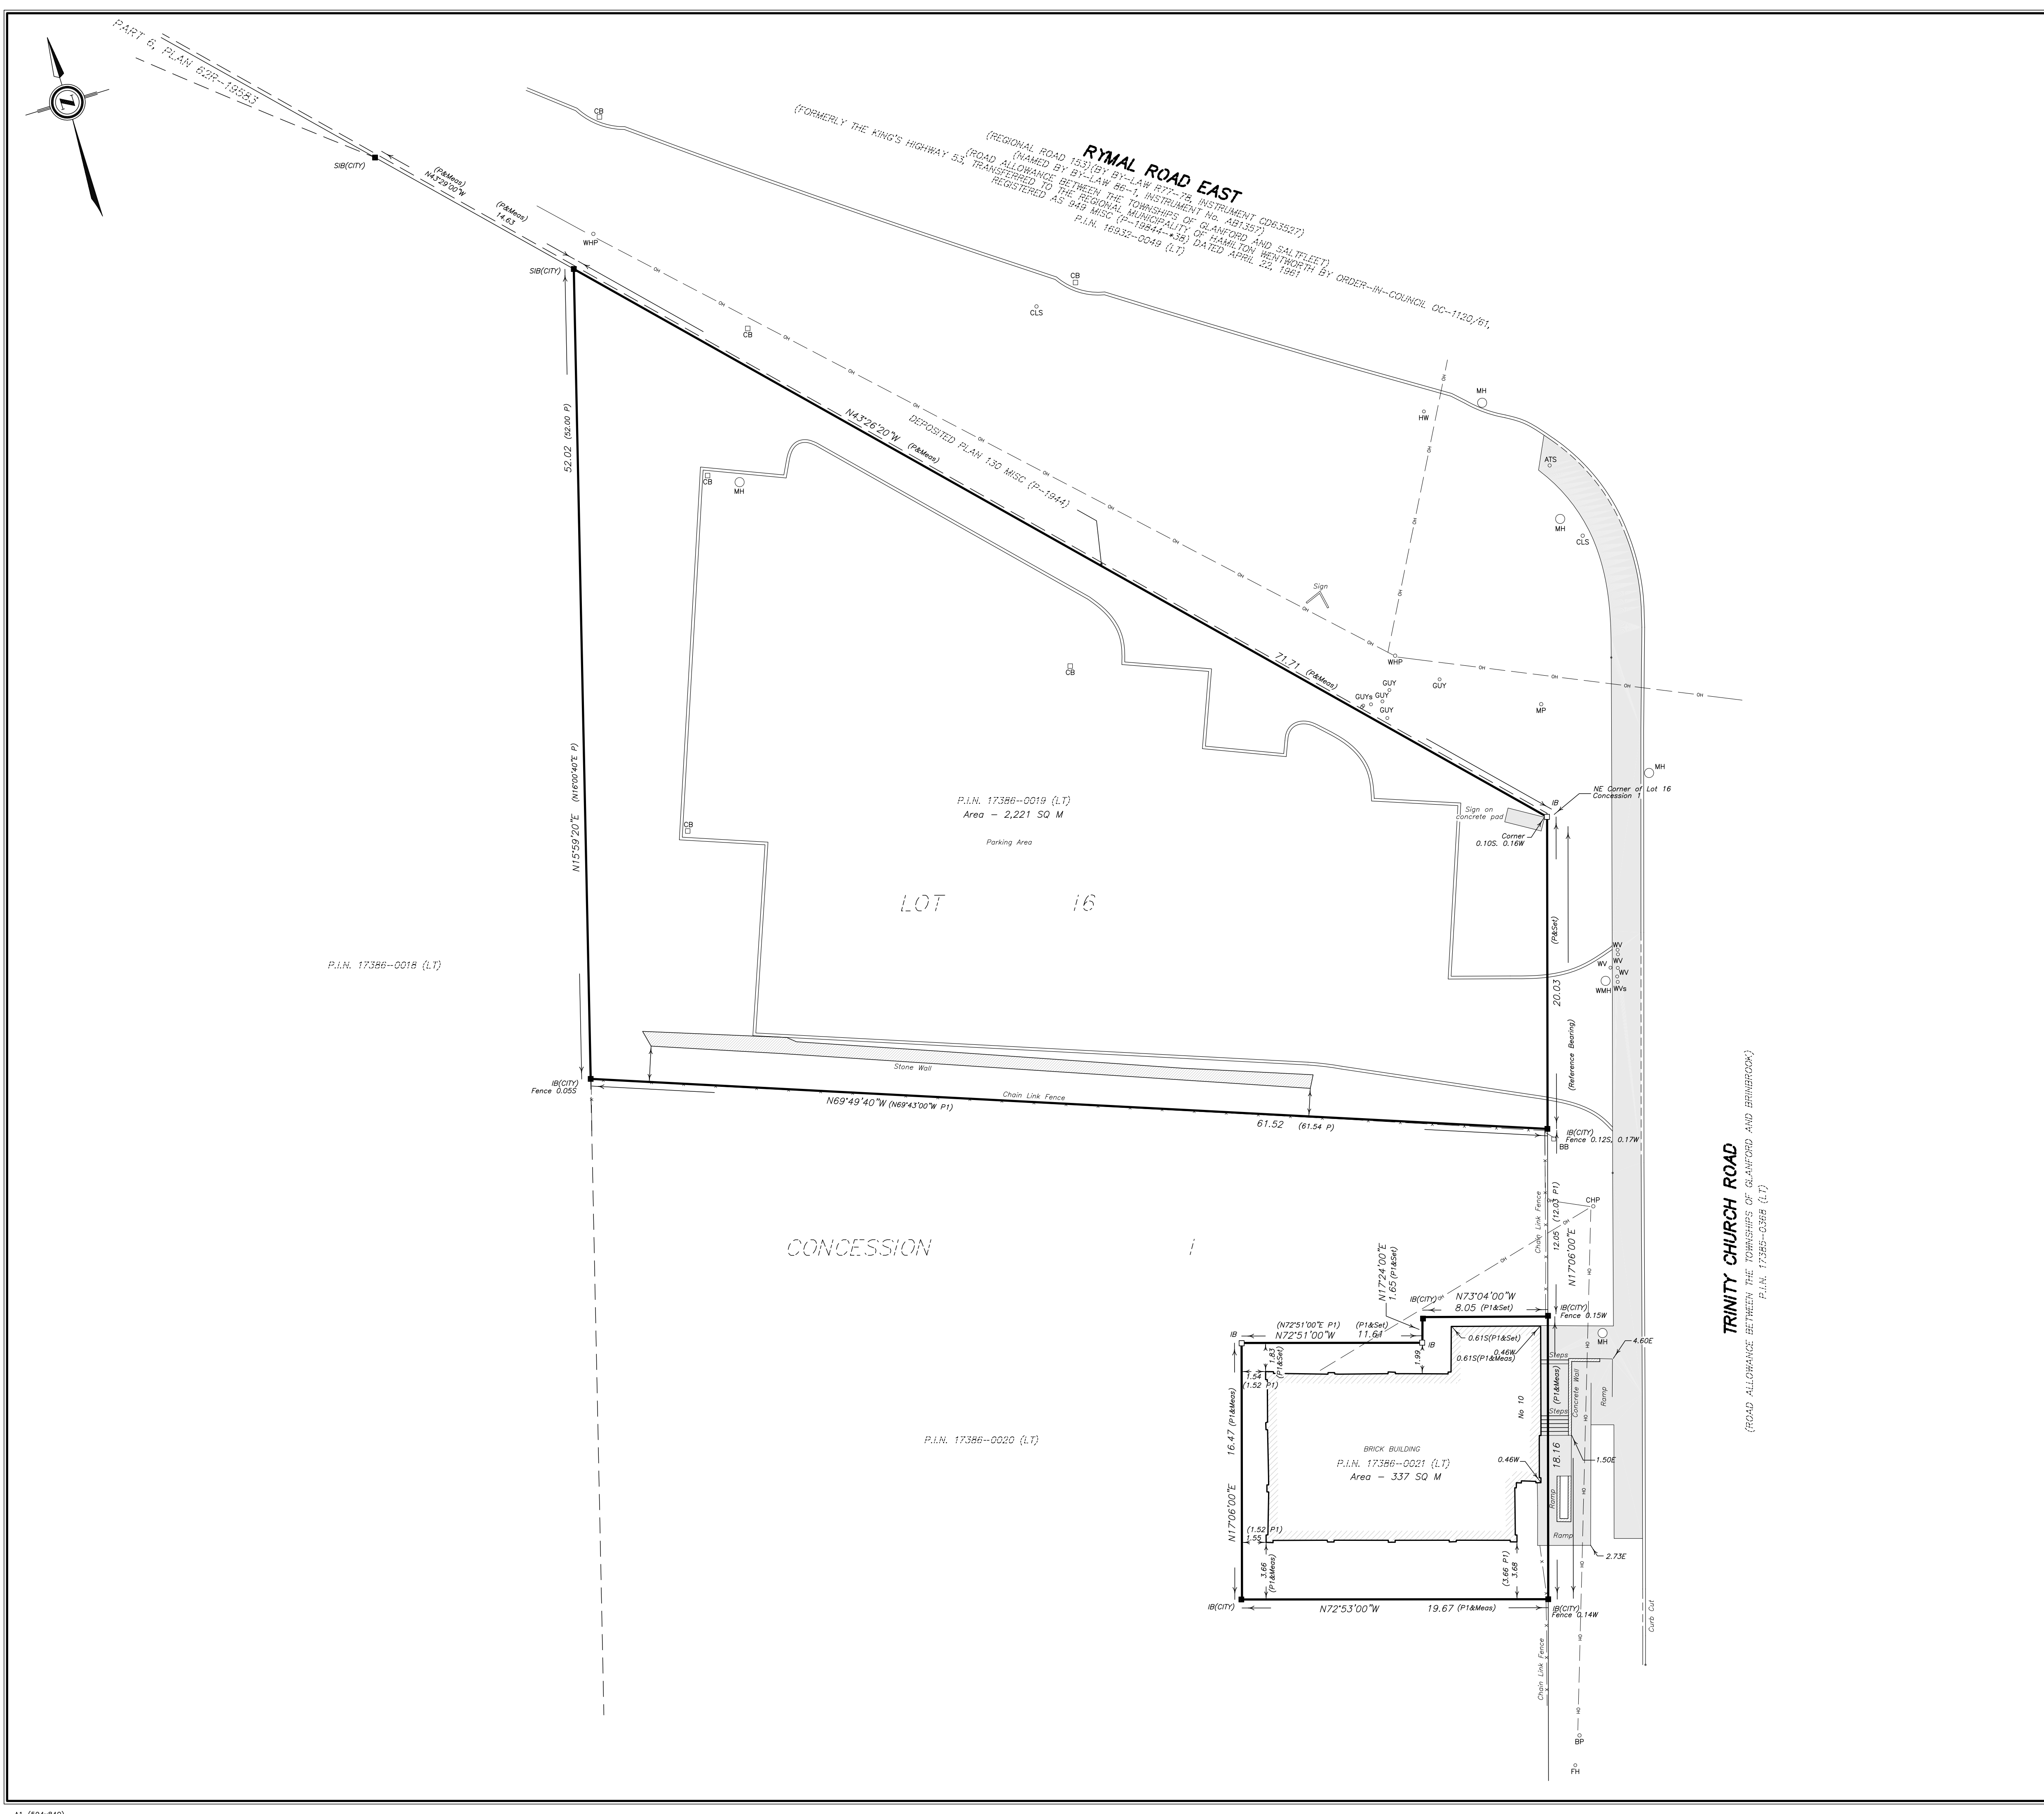 PART 6, PLAN 62R-19583
N
SIB(CITY)
(P&Meas)
N43°29'00"W
(P&Meas)
14.63
SIB(CITY)
WHP
CB
CB
CB
CLS
RYMAL ROAD EAST
(REGIONAL ROAD 153)(BY BY-LAW R77-78, INSTRUMENT CD63527)
(NAMED BY BY-LAW 86-1, INSTRUMENT No. AB1357)
(ROAD ALLOWANCE BETWEEN THE TOWNSHIPS OF GLANFORD AND SALTFLEET)
(FORMERLY THE KING'S HIGHWAY 53, TRANSFERRED TO THE REGIONAL MUNICIPALITY OF HAMILTON WENTWORTH BY ORDER-IN-COUNCIL OC-1120/61,
REGISTERED AS 949 MISC (P-19844-*38) DATED APRIL 22, 1961
P.I.N. 16932-0049 (LT)
MH
HW
ATS
MH
CLS
52.02 (52.00 P)
N43°26'20"W (P&Meas)
DEPOSITED PLAN 130 MISC (P-1944)
CB
MH
Sign
71.71 (P&Meas)
WHP
GUY
GUY
GUYs
GUY
GUY
MP
MH
CB
N15°59'20"E (N16°00'40"E P)
CB
P.I.N. 17386-0019 (LT)
Area - 2,221 SQ M
Parking Area
Sign on
concrete pad
IB
NE Corner of Lot 16
Concession 1
Corner
0.10S. 0.16W
LOT 16
P.I.N. 17386-0018 (LT)
(P&Set)
20.03
(Reference Bearing)
WV
WV
WV
WV
WMH
WVs
IB(CITY)
Fence 0.05S
Stone Wall
Chain Link Fence
N69°49'40"W (N69°43'00"W P1)
61.52 (61.54 P)
IB(CITY)
Fence 0.12S, 0.17W
BB
CHP
Chain Link Fence
12.05 (12.03 P1)
N17°06'00"E
CONCESSION 1
TRINITY CHURCH ROAD
(ROAD ALLOWANCE BETWEEN THE TOWNSHIPS OF GLANFORD AND BRINBROOK)
P.I.N. 17385-0368 (LT)
N17°24'00"E
1.65 (P1&Set)
IB(CITY)
N73°04'00"W
8.05 (P1&Set)
IB(CITY)
Fence 0.15W
(N72°51'00"E P1) (P1&Set)
N72°51'00"W 11.61
IB
IB
0.61S(P1&Set)
0.46W
0.61S(P1&Meas)
1.83
(P1&Set)
1.99
1.54
(1.52 P1)
MH
4.60E
Steps
(P1&Meas)
Concrete Wall
Ramp
No 10
Steps
16.47 (P1&Meas)
N17°06'00"E
P.I.N. 17386-0020 (LT)
BRICK BUILDING
P.I.N. 17386-0021 (LT)
Area - 337 SQ M
0.46W
18.16
1.50E
Ramp
Ramp
2.73E
(1.52 P1)
1.55
3.66
(P1&Meas)
(3.66 P1)
3.68
IB(CITY)
N72°53'00"W 19.67 (P1&Meas)
IB(CITY)
Fence 0.14W
Curb Cut
Chain Link Fence
BP
FH